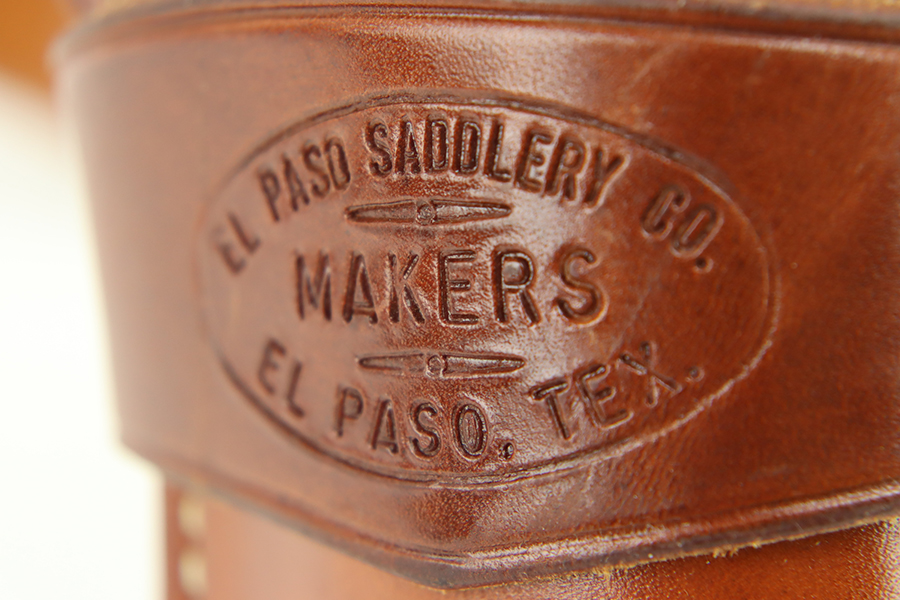 EL PASO SADDLERY CO.
MAKERS
EL PASO, TEX.